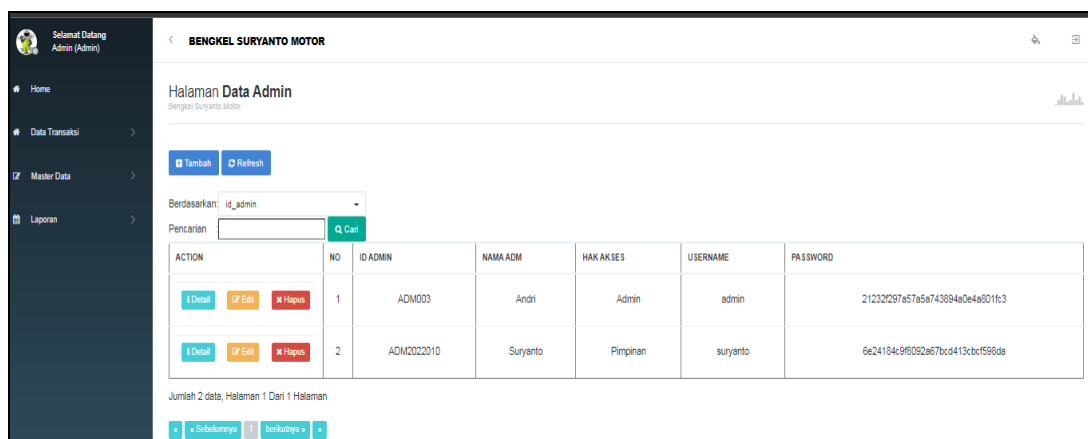 Selamat Datang
Admin (Admin)
Home
Data Transaksi
Master Data
Laporan
BENGKEL SURYANTO MOTOR
Halaman Data Admin
Bengkel Suryanto Motor
Tambah Refresh
Berdasarkan: id_admin
Pencarian : Cari
ACTION NO ID ADMIN NAMA ADM HAK AKSES USERNAME PASSWORD
Detail Edit Hapus 1 ADM003 Andri Admin admin 21232f297a57a5a743894a0e4a801fc3
Detail Edit Hapus 2 ADM2022010 Suryanto Pimpinan suryanto 6e24184c9f8092a67bcd413cbcf598da
Jumlah 2 data, Halaman 1 Dari 1 Halaman
« « Sebelumnya 1 berikutnya » »